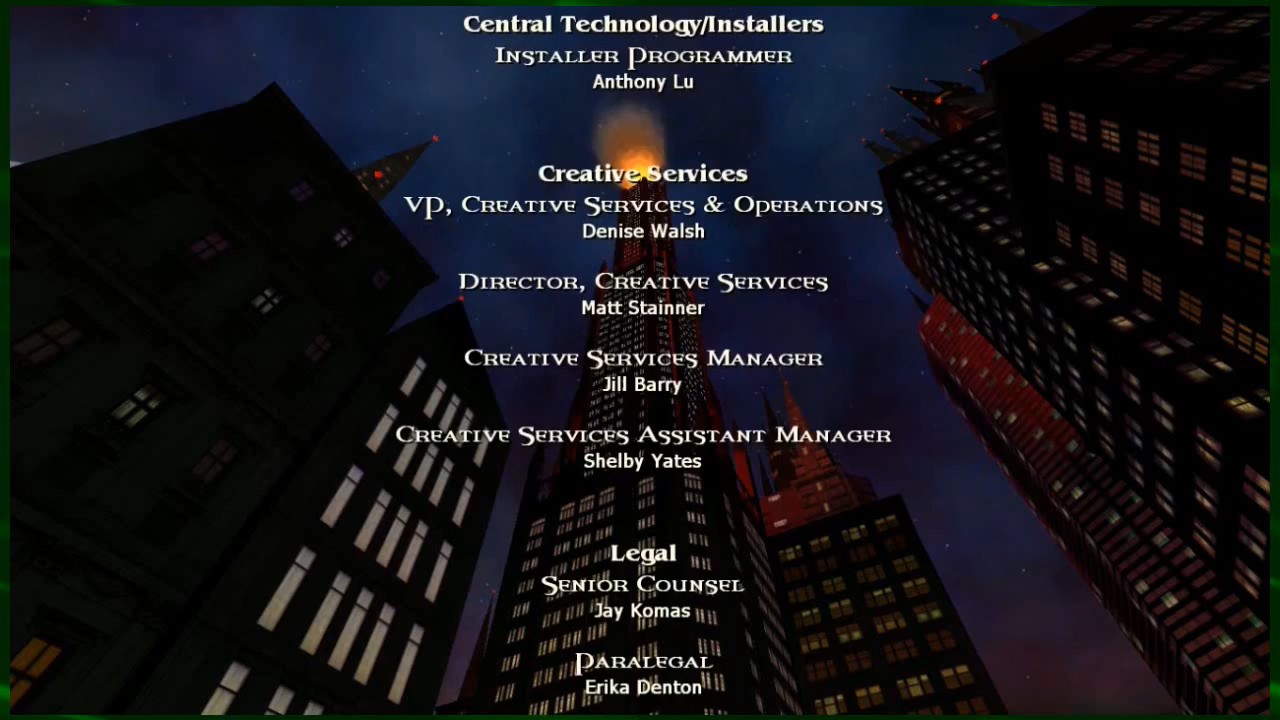 Central Technology/Installers
Installer Programmer
Anthony Lu
Creative Services
VP, Creative Services & Operations
Denise Walsh
Director, Creative Services
Matt Stainner
Creative Services Manager
Jill Barry
Creative Services Assistant Manager
Shelby Yates
Legal
Senior Counsel
Jay Komas
Paralegal
Erika Denton